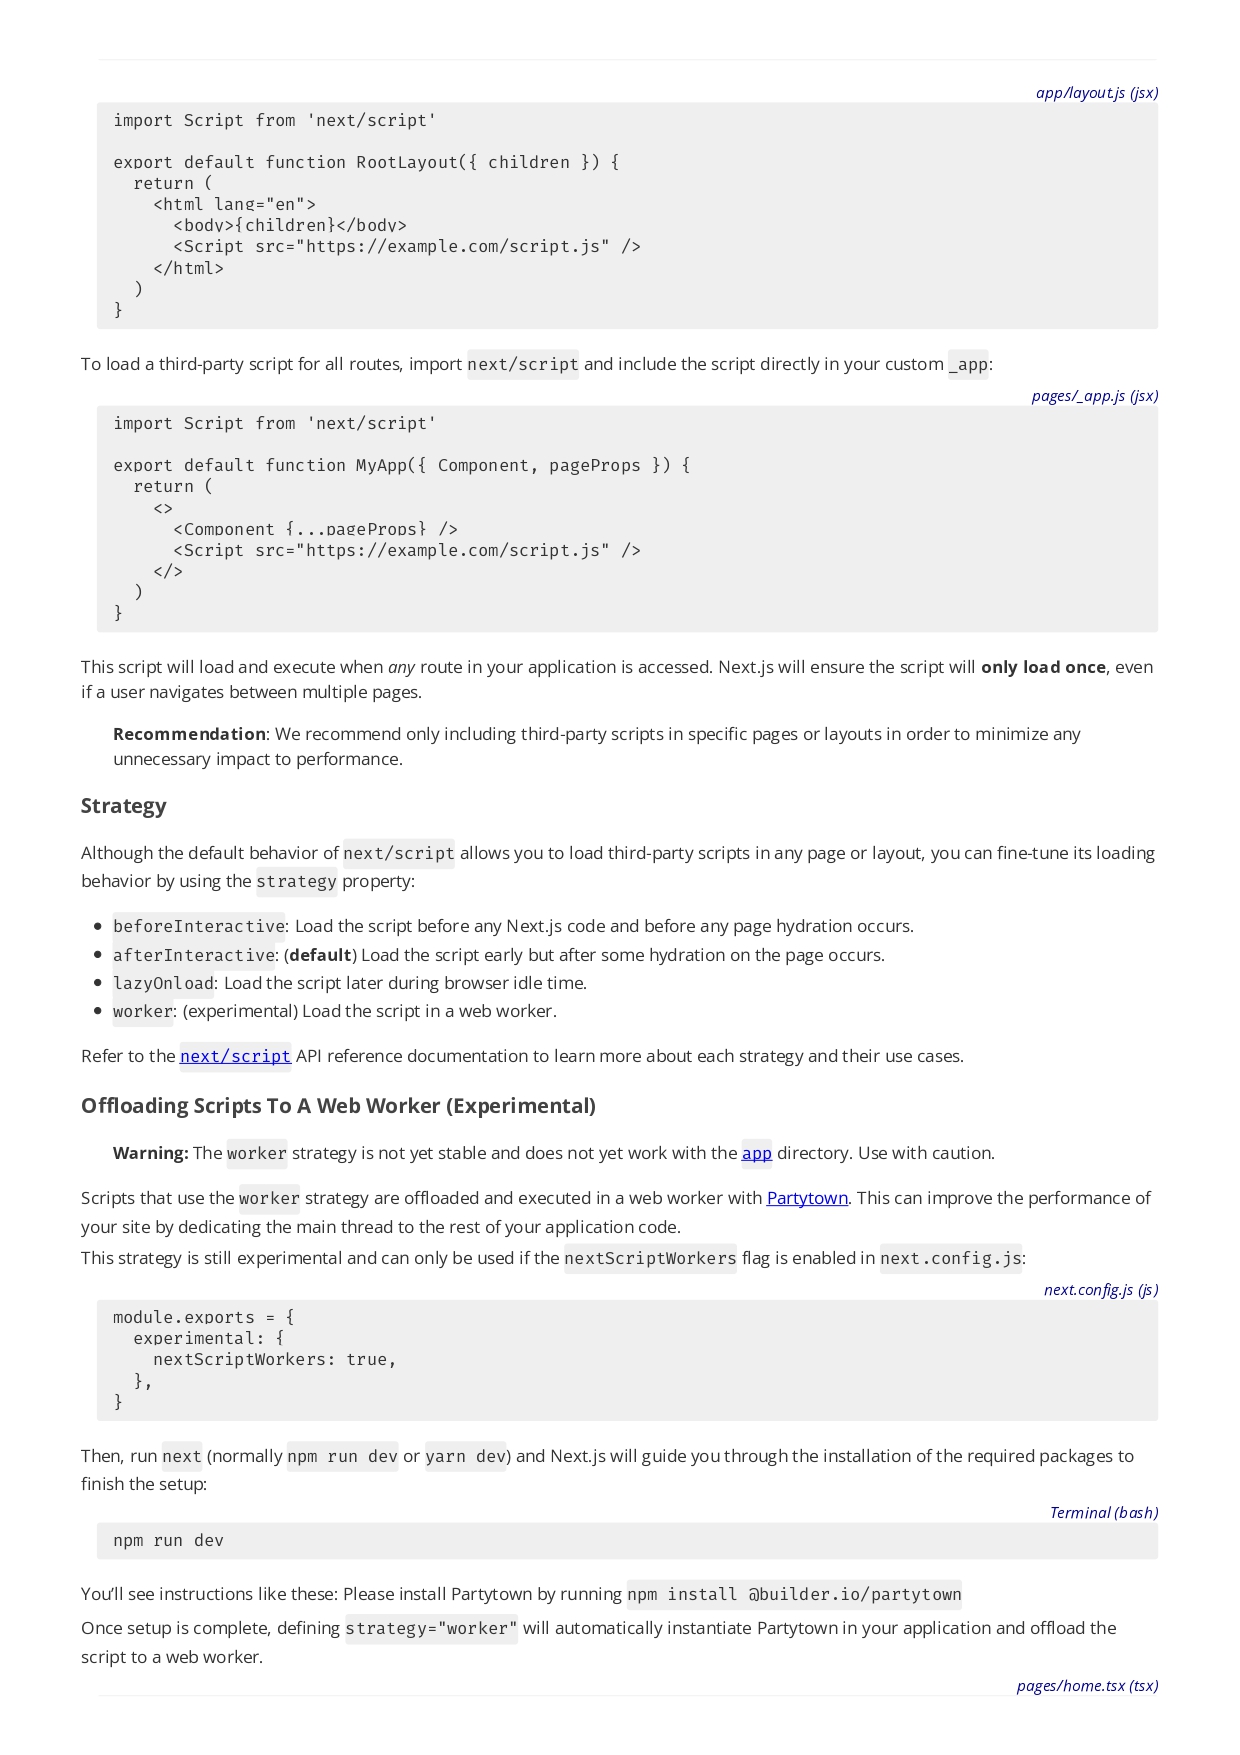 app/layout.js (jsx)
import Script from 'next/script'

export default function RootLayout({ children }) {
  return (
    <html lang="en">
      <body>{children}</body>
      <Script src="https://example.com/script.js" />
    </html>
  )
}
To load a third-party script for all routes, import next/script and include the script directly in your custom _app:
pages/_app.js (jsx)
import Script from 'next/script'

export default function MyApp({ Component, pageProps }) {
  return (
    <>
      <Component {...pageProps} />
      <Script src="https://example.com/script.js" />
    </>
  )
}
This script will load and execute when any route in your application is accessed. Next.js will ensure the script will only load once, even
if a user navigates between multiple pages.
Recommendation: We recommend only including third-party scripts in specific pages or layouts in order to minimize any
unnecessary impact to performance.
Strategy
Although the default behavior of next/script allows you to load third-party scripts in any page or layout, you can fine-tune its loading
behavior by using the strategy property:
• beforeInteractive: Load the script before any Next.js code and before any page hydration occurs.
• afterInteractive: (default) Load the script early but after some hydration on the page occurs.
• lazyOnload: Load the script later during browser idle time.
• worker: (experimental) Load the script in a web worker.
Refer to the next/script API reference documentation to learn more about each strategy and their use cases.
Offloading Scripts To A Web Worker (Experimental)
Warning: The worker strategy is not yet stable and does not yet work with the app directory. Use with caution.
Scripts that use the worker strategy are offloaded and executed in a web worker with Partytown. This can improve the performance of
your site by dedicating the main thread to the rest of your application code.
This strategy is still experimental and can only be used if the nextScriptWorkers flag is enabled in next.config.js:
next.config.js (js)
module.exports = {
  experimental: {
    nextScriptWorkers: true,
  },
}
Then, run next (normally npm run dev or yarn dev) and Next.js will guide you through the installation of the required packages to
finish the setup:
Terminal (bash)
npm run dev
You’ll see instructions like these: Please install Partytown by running npm install @builder.io/partytown
Once setup is complete, defining strategy="worker" will automatically instantiate Partytown in your application and offload the
script to a web worker.
pages/home.tsx (tsx)